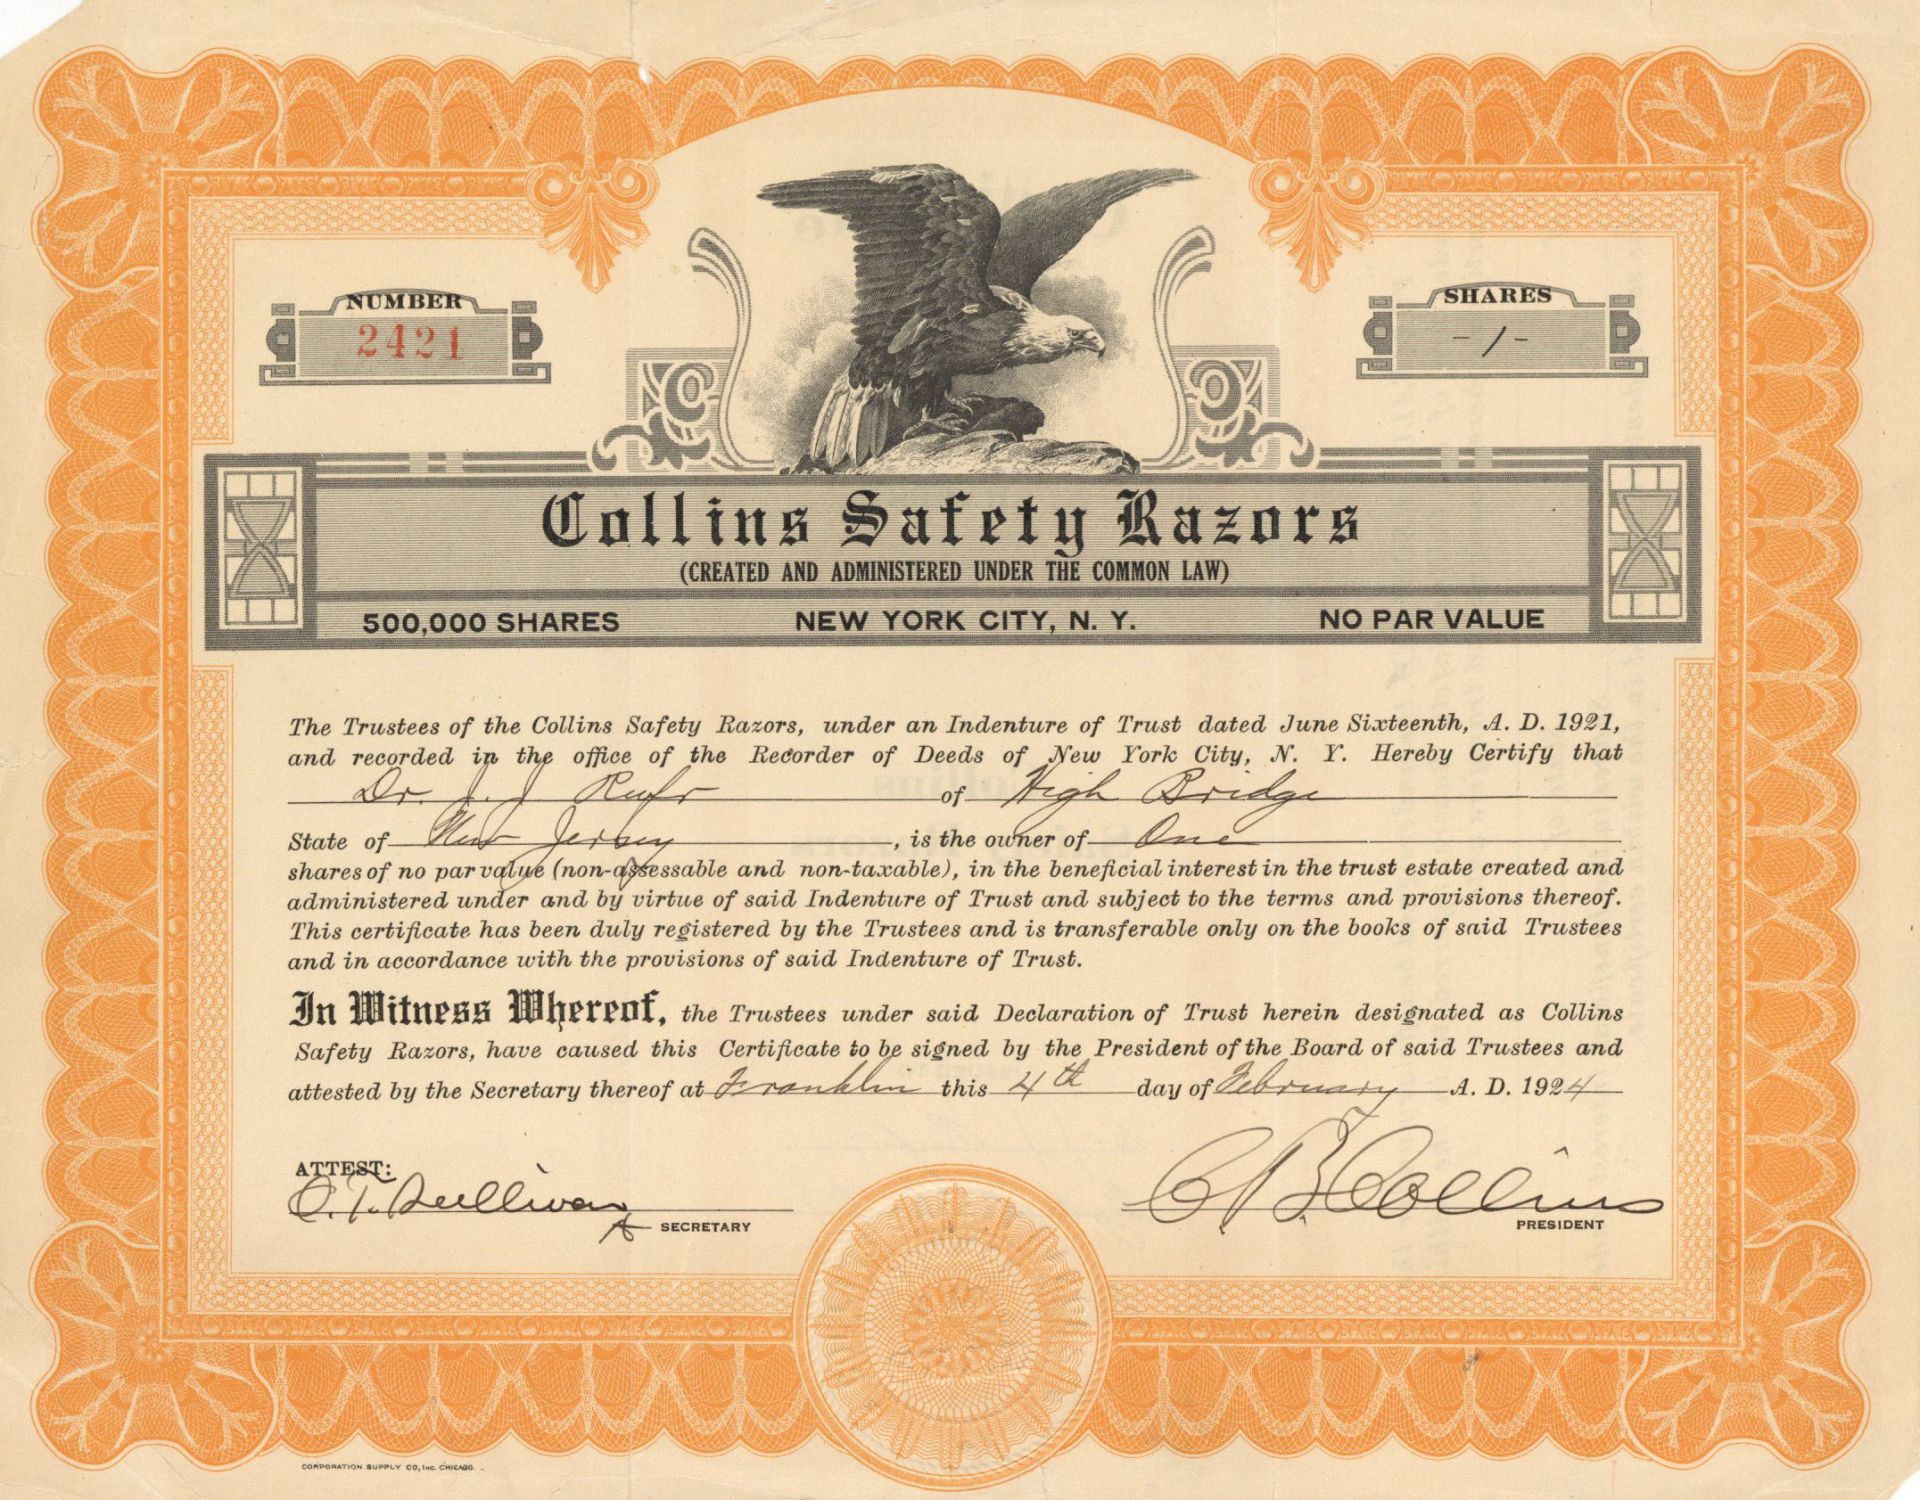 NUMBER
2421
SHARES
-1-
Collins Safety Razors
(CREATED AND ADMINISTERED UNDER THE COMMON LAW)
500,000 SHARES NEW YORK CITY, N. Y. NO PAR VALUE
The Trustees of the Collins Safety Razors, under an Indenture of Trust dated June Sixteenth, A. D. 1921,
and recorded in the office of the Recorder of Deeds of New York City, N. Y. Hereby Certify that
Dr. J. J of High Bridge
State of New Jersey, is the owner of One
shares of no par value (non-assessable and non-taxable), in the beneficial interest in the trust estate created and
administered under and by virtue of said Indenture of Trust and subject to the terms and provisions thereof.
This certificate has been duly registered by the Trustees and is transferable only on the books of said Trustees
and in accordance with the provisions of said Indenture of Trust.
In Witness Whereof, the Trustees under said Declaration of Trust herein designated as Collins
Safety Razors, have caused this Certificate to be signed by the President of the Board of said Trustees and
attested by the Secretary thereof at Franklin this 4th day of February A. D. 1924
ATTEST:
O. T. Sullivan
SECRETARY
C B Collins
PRESIDENT
CORPORATION SUPPLY CO, INC. CHICAGO.